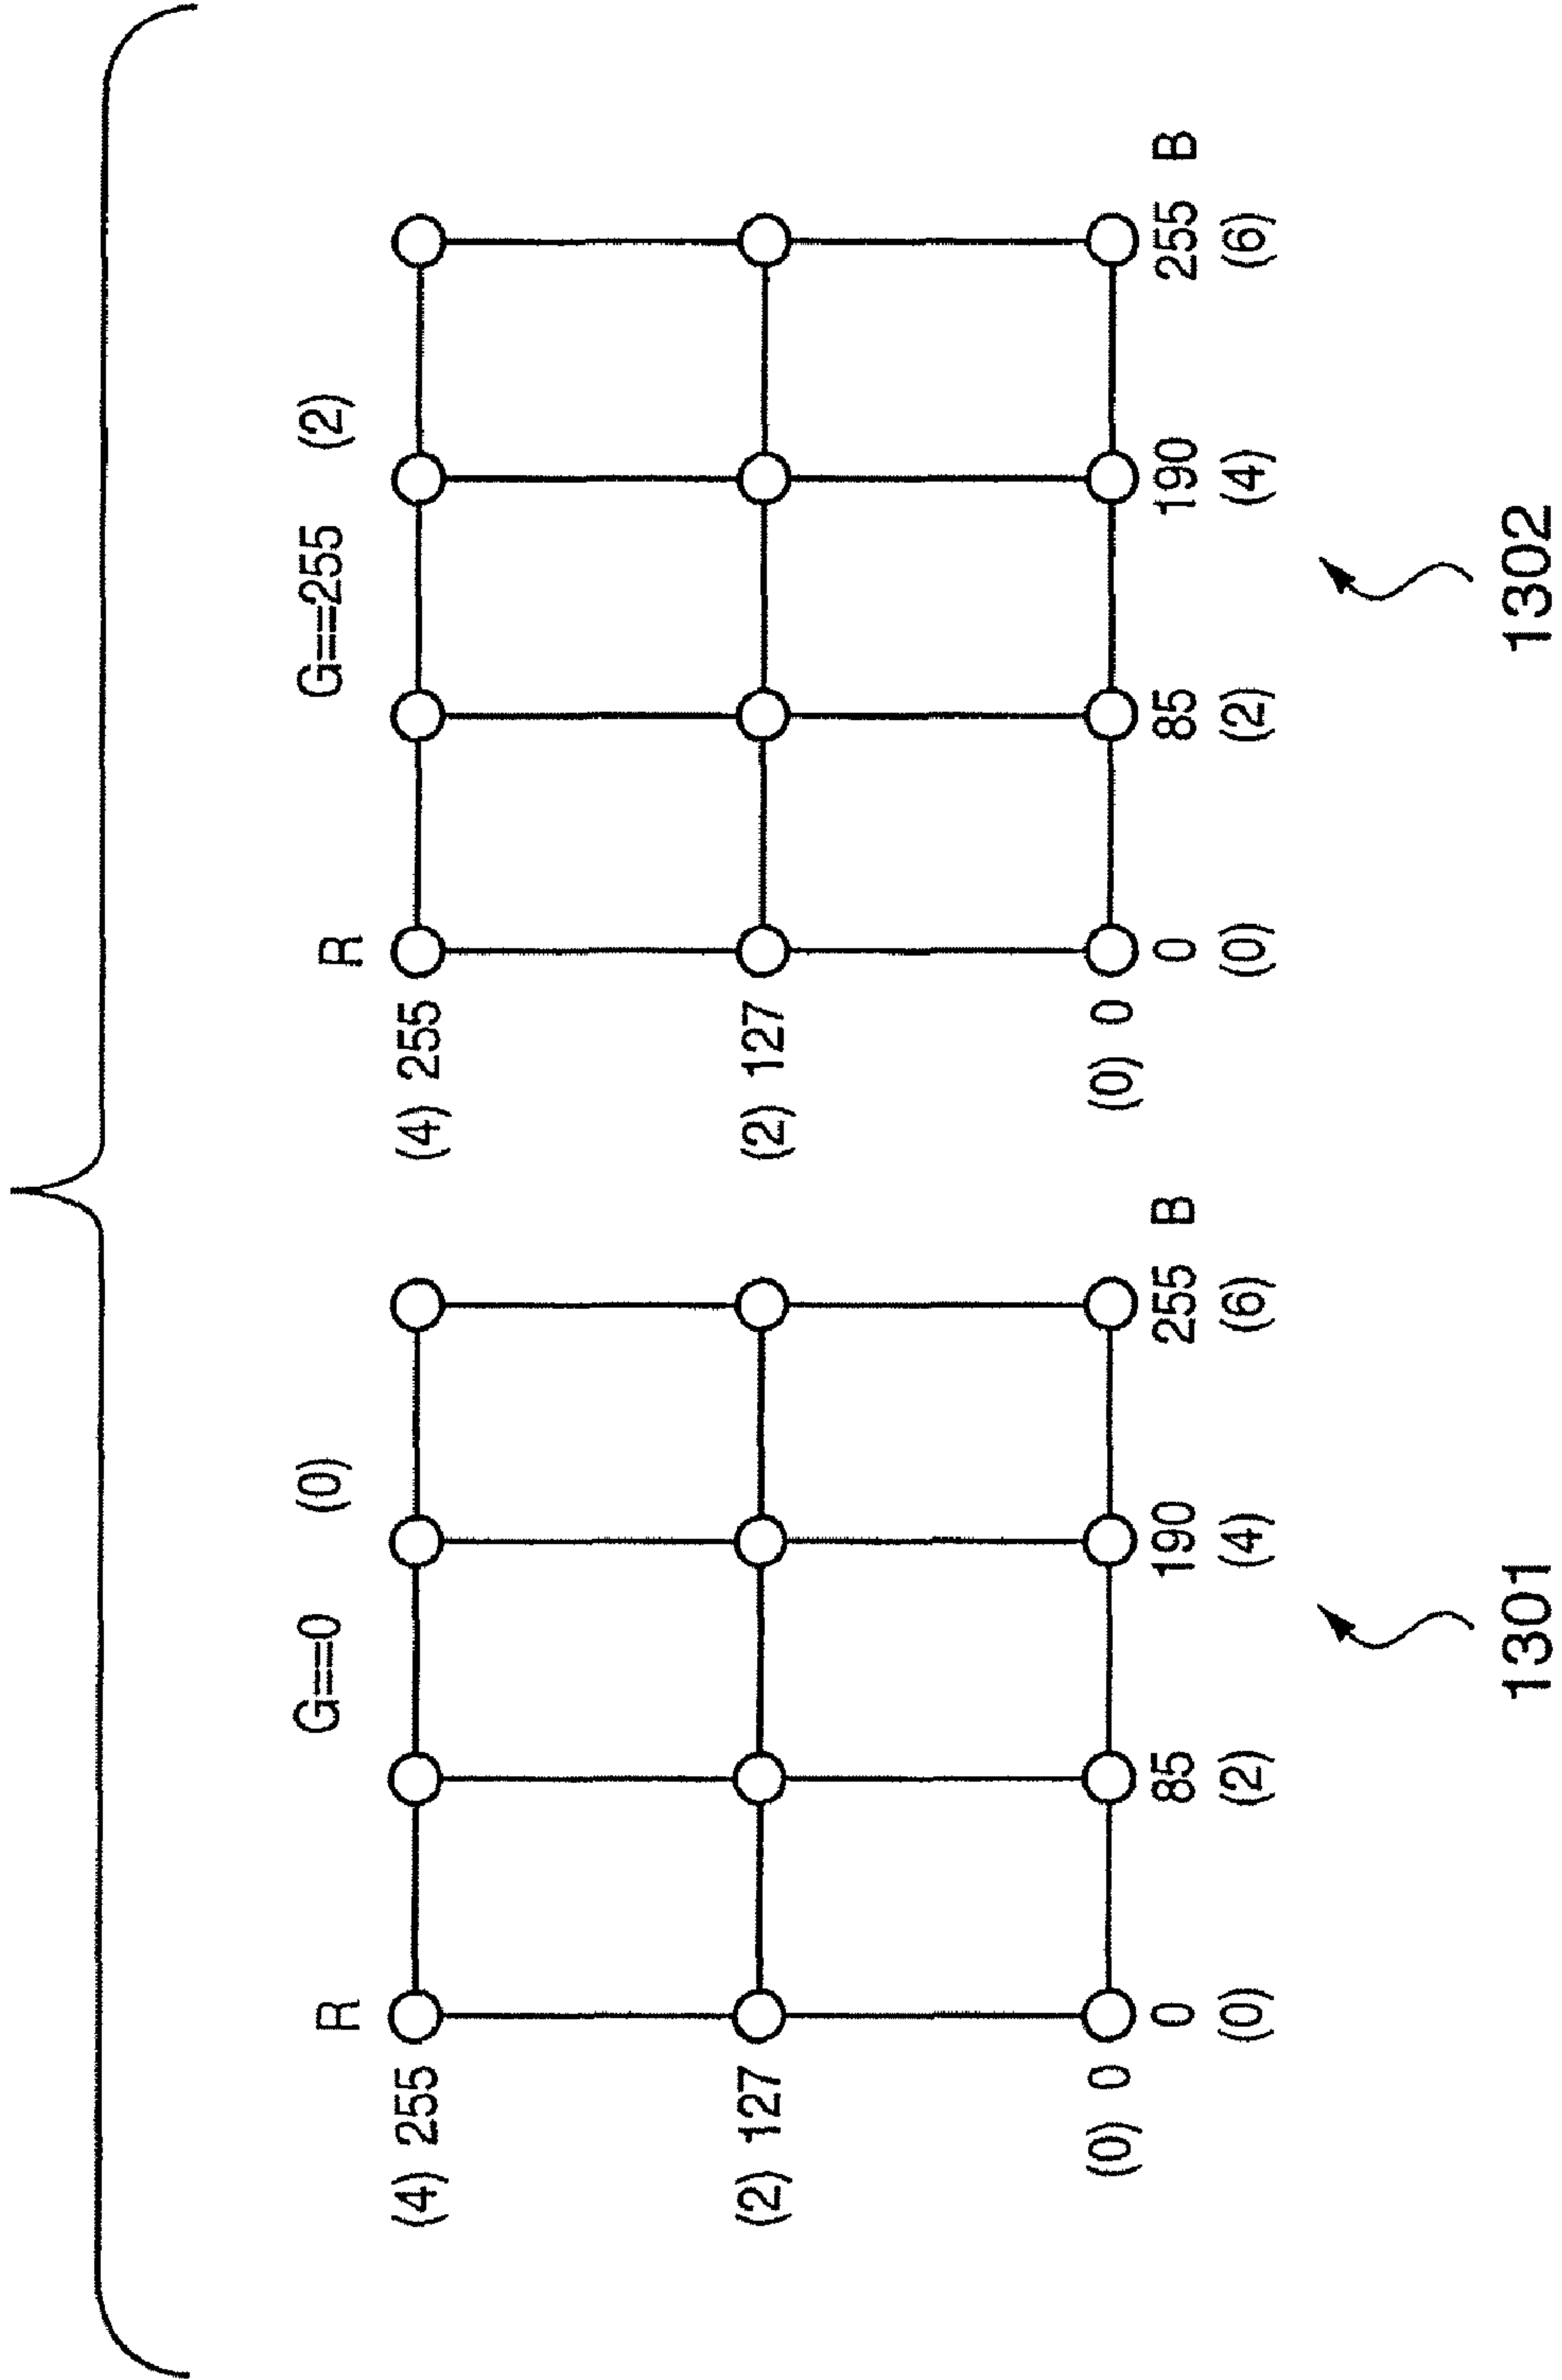 G==0 (0)
R
(4) 255
(2) 127
(0) 0
0 85 190 255 B
(0) (2) (4) (6)
1301
G==255 (2)
R
(4) 255
(2) 127
(0) 0
0 85 190 255 B
(0) (2) (4) (6)
1302